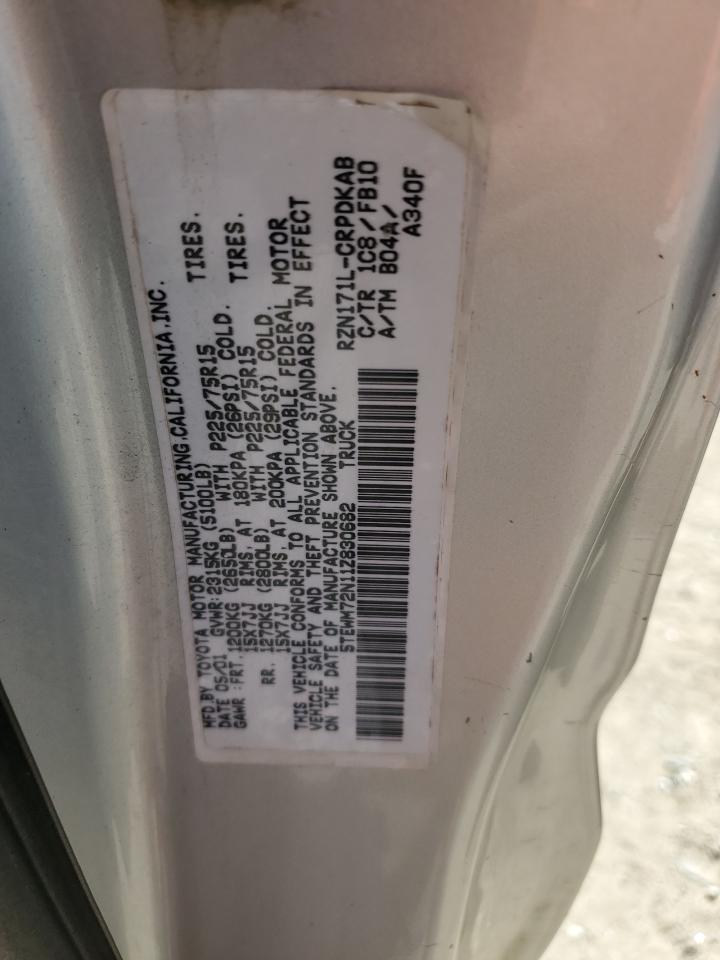 MFD.BY TOYOTA MOTOR MANUFACTURING,CALIFORNIA,INC.
DATE 05/01 GVWR:2315KG (5100LB)
GAWR :FRT.1200KG (2650LB) WITH P225/75R15 TIRES.
15X7JJ RIMS, AT 180KPA (26PSI) COLD.
RR. 1270KG (2800LB) WITH P225/75R15 TIRES.
15X7JJ RIMS, AT 200KPA (29PSI) COLD.
THIS VEHICLE CONFORMS TO ALL APPLICABLE FEDERAL MOTOR
VEHICLE SAFETY AND THEFT PREVENTION STANDARDS IN EFFECT
ON THE DATE OF MANUFACTURE SHOWN ABOVE.
5TEWM72N11Z830682 TRUCK
RZN171L-CRPDKAB
C/TR 1C8/FB10
A/TM B04A/
A340F